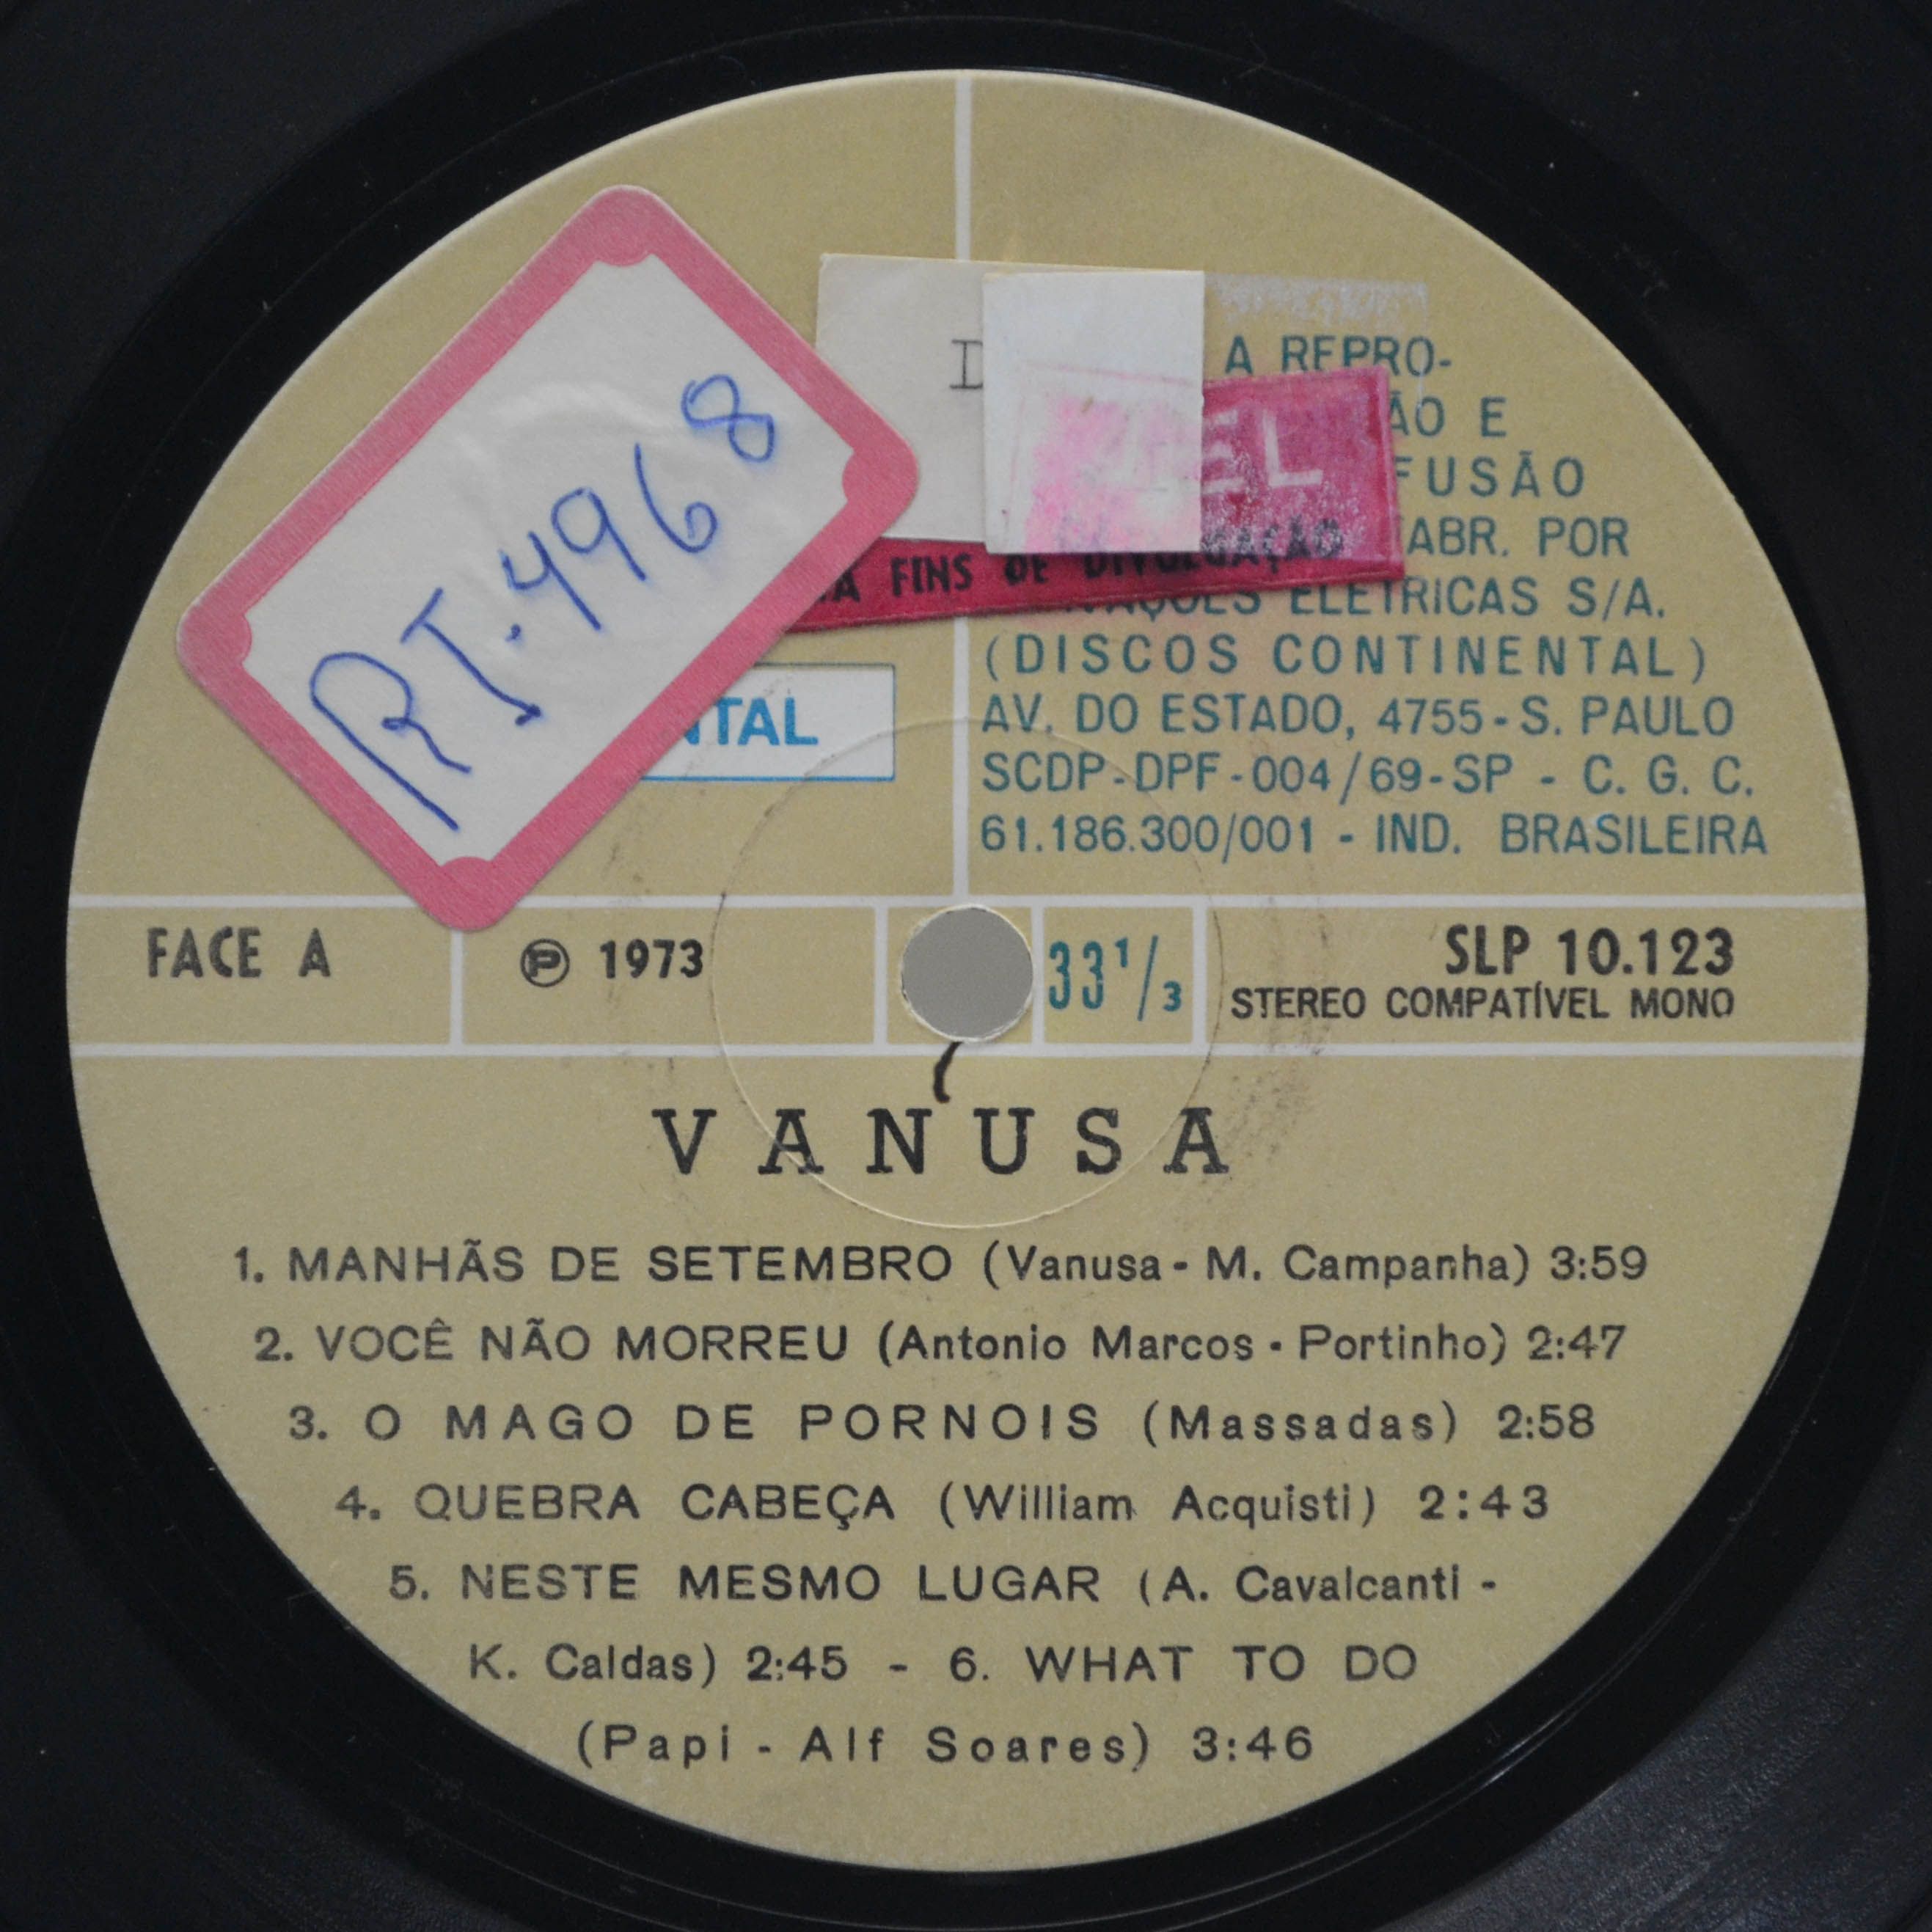 RJ.4968
A REPRO-
ÃO E
FUSÃO
FABR. POR
FINS DE DIVULGAÇÃO
ELÉTRICAS S/A.
(DISCOS CONTINENTAL)
NTAL
AV. DO ESTADO, 4755 - S. PAULO
SCDP - DPF - 004/69 - SP - C. G. C.
61.186.300/001 - IND. BRASILEIRA
FACE A
℗ 1973
33 1/3
SLP 10.123
STEREO COMPATÍVEL MONO
VANUSA
1. MANHÃS DE SETEMBRO (Vanusa - M. Campanha) 3:59
2. VOCÊ NÃO MORREU (Antonio Marcos - Portinho) 2:47
3. O MAGO DE PORNOIS (Massadas) 2:58
4. QUEBRA CABEÇA (William Acquisti) 2:43
5. NESTE MESMO LUGAR (A. Cavalcanti -
K. Caldas) 2:45 - 6. WHAT TO DO
(Papi - Alf Soares) 3:46